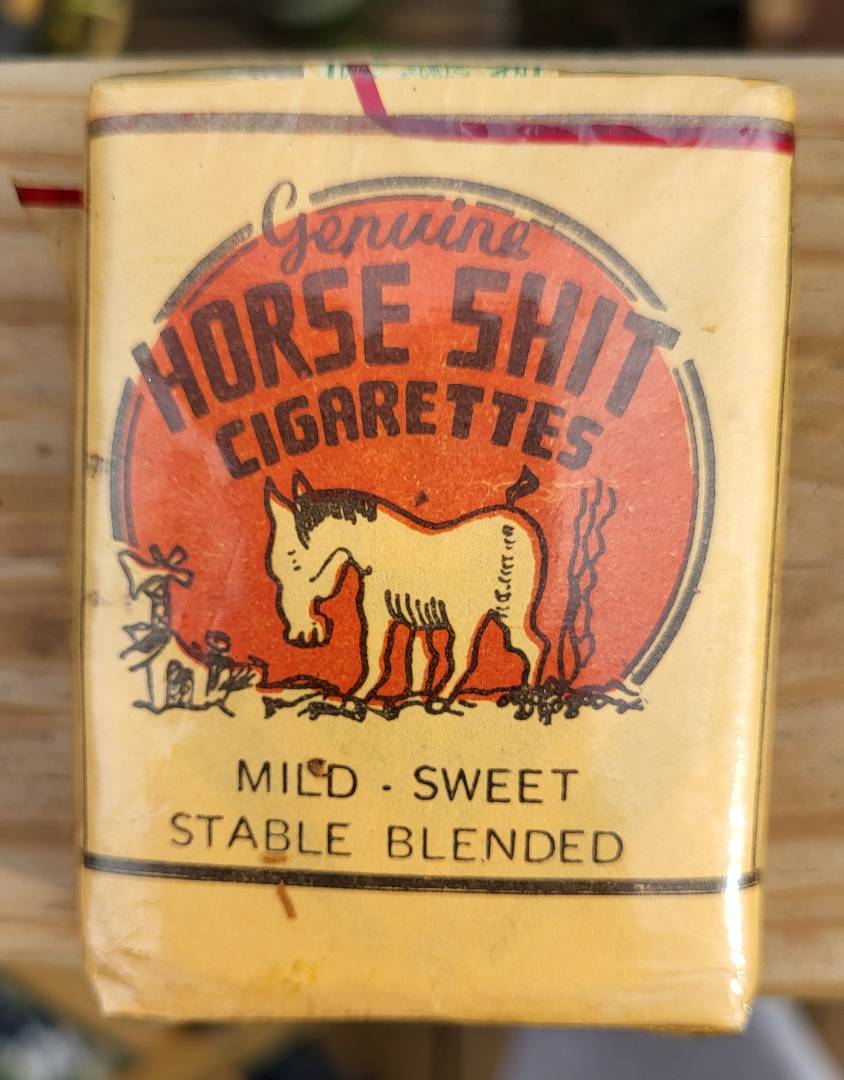 Genuine
HORSE SHIT
CIGARETTES
MILD · SWEET
STABLE BLENDED